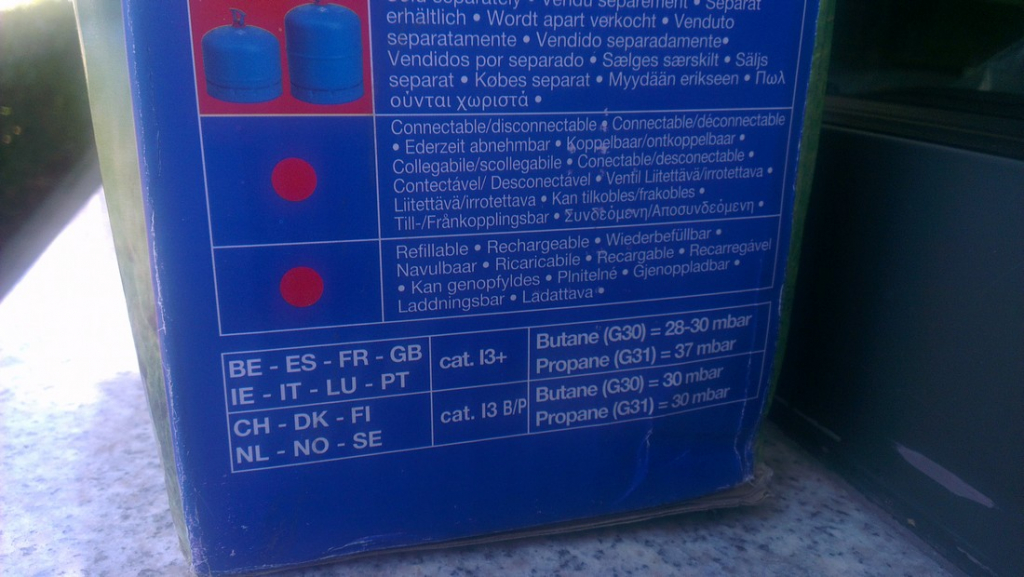 separately • Vendu séparément • Separat
erhältlich • Wordt apart verkocht • Venduto
separatamente • Vendido separadamente•
Vendidos por separado • Sælges særskilt • Säljs
separat • Købes separat • Myydään erikseen • Πωλ
ούνται χωριστά •
Connectable/disconnectable • Connectable/déconnectable
• Ederzeit abnehmbar • Koppelbaar/ontkoppelbaar •
Collegabile/scollegabile • Conectable/desconectable •
Contectável/ Desconectável • Ventil Liitettävä/irrotettava •
Liitettävä/irrotettava • Kan tilkobles/frakobles •
Till-/Frånkopplingsbar • Συνδεόμενη/Αποσυνδεόμενη •
Refillable • Rechargeable • Wiederbefüllbar •
Navulbaar • Ricaricabile • Recargable • Recarregável
• Kan genopfyldes • Plnitelné • Gjenoppladbar •
Laddningsbar • Ladattava •
BE - ES - FR - GB
IE - IT - LU - PT
cat. I3+
Butane (G30) = 28-30 mbar
Propane (G31) = 37 mbar
CH - DK - FI
NL - NO - SE
cat. I3 B/P
Butane (G30) = 30 mbar
Propane (G31) = 30 mbar